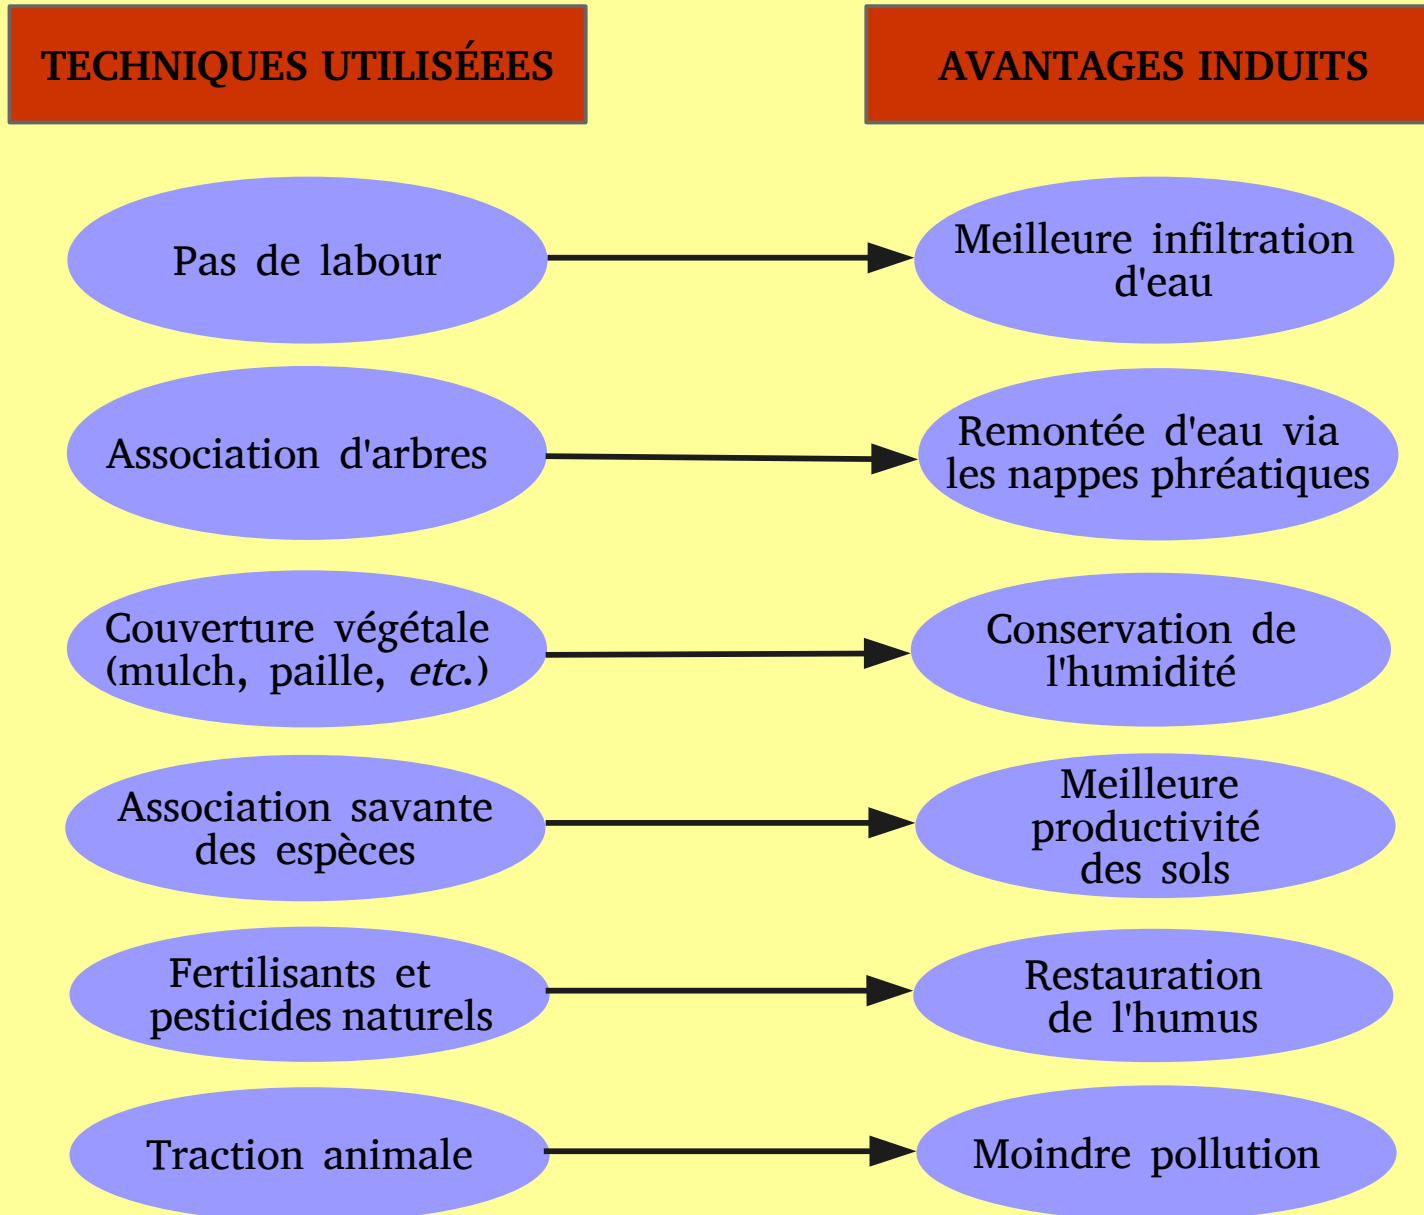 TECHNIQUES UTILISÉEES
AVANTAGES INDUITS
Pas de labour
Meilleure infiltration
d'eau
Association d'arbres
Remontée d'eau via
les nappes phréatiques
Couverture végétale
(mulch, paille, etc.)
Conservation de
l'humidité
Association savante
des espèces
Meilleure
productivité
des sols
Fertilisants et
pesticides naturels
Restauration
de l'humus
Traction animale
Moindre pollution